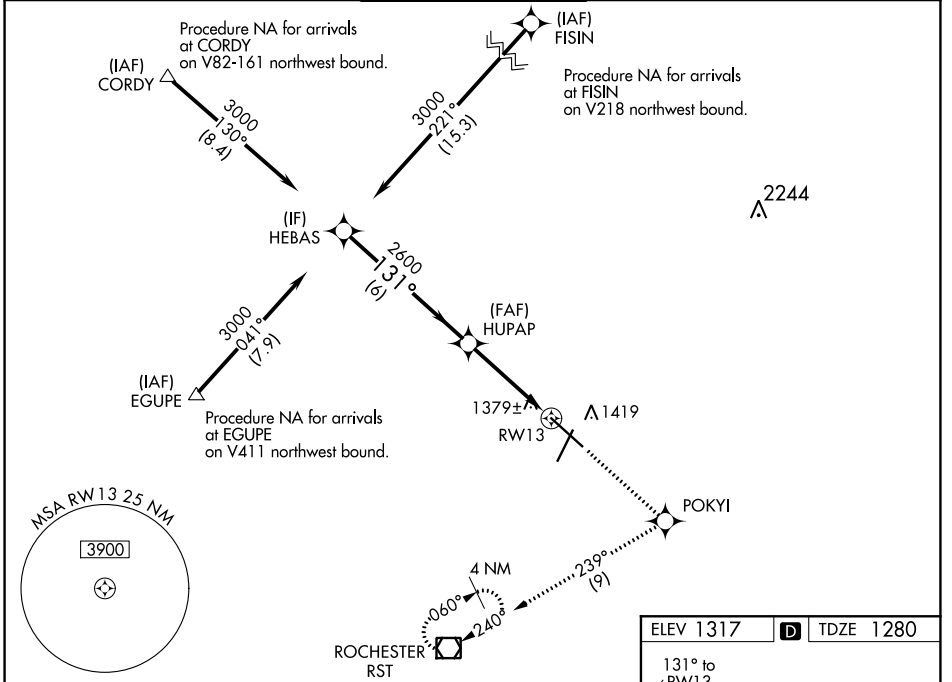 Procedure NA for arrivals
at CORDY
on V82-161 northwest bound.
(IAF)
CORDY
3000
130°
(8.4)
(IAF)
FISIN
3000
221°
(15.3)
Procedure NA for arrivals
at FISIN
on V218 northwest bound.
2244
(IF)
HEBAS
2600
131°
(6)
(FAF)
HUPAP
3000
041°
(7.9)
(IAF)
EGUPE
Procedure NA for arrivals
at EGUPE
on V411 northwest bound.
1379±
RW13
1419
POKYI
239°
(9)
4 NM
060°
240°
ROCHESTER
RST
MSA RW13 25 NM
3900
ELEV 1317
D
TDZE 1280
131° to
RW13